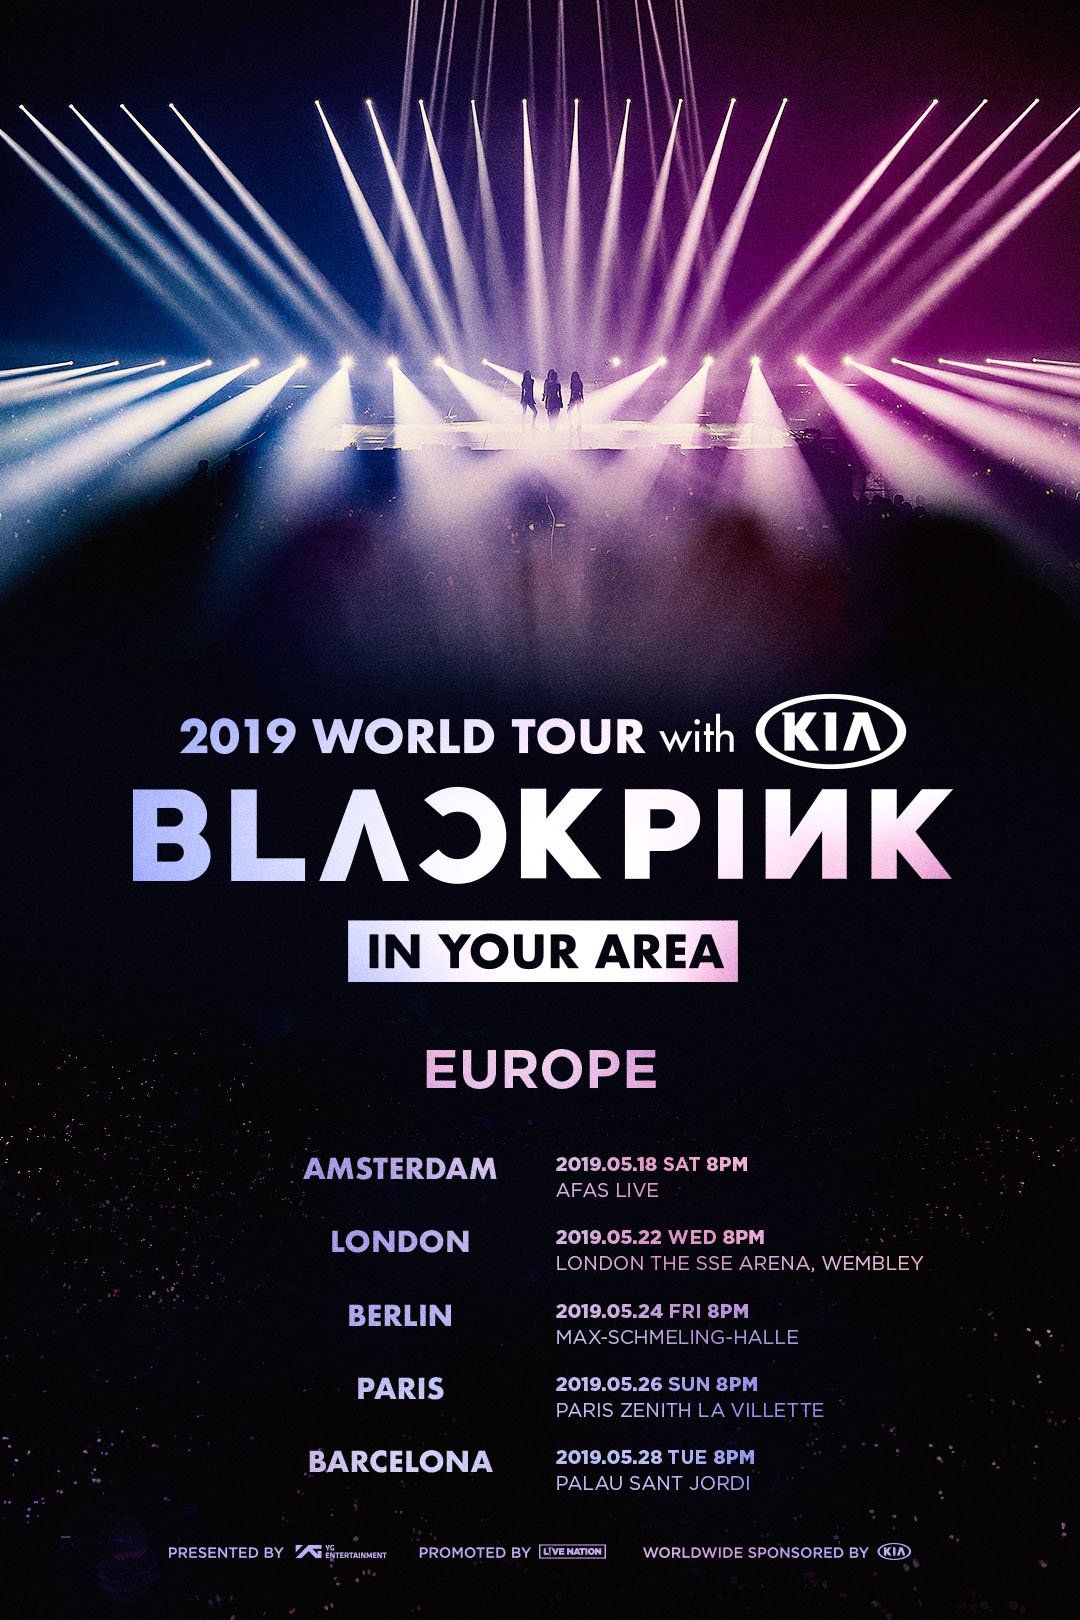 2019 WORLD TOUR with KIA
BLACKPINK
IN YOUR AREA
EUROPE
AMSTERDAM
2019.05.18 SAT 8PM
AFAS LIVE
LONDON
2019.05.22 WED 8PM
LONDON THE SSE ARENA, WEMBLEY
BERLIN
2019.05.24 FRI 8PM
MAX-SCHMELING-HALLE
PARIS
2019.05.26 SUN 8PM
PARIS ZENITH LA VILLETTE
BARCELONA
2019.05.28 TUE 8PM
PALAU SANT JORDI
PRESENTED BY YG YG ENTERTAINMENT PROMOTED BY LIVE NATION WORLDWIDE SPONSORED BY KIA